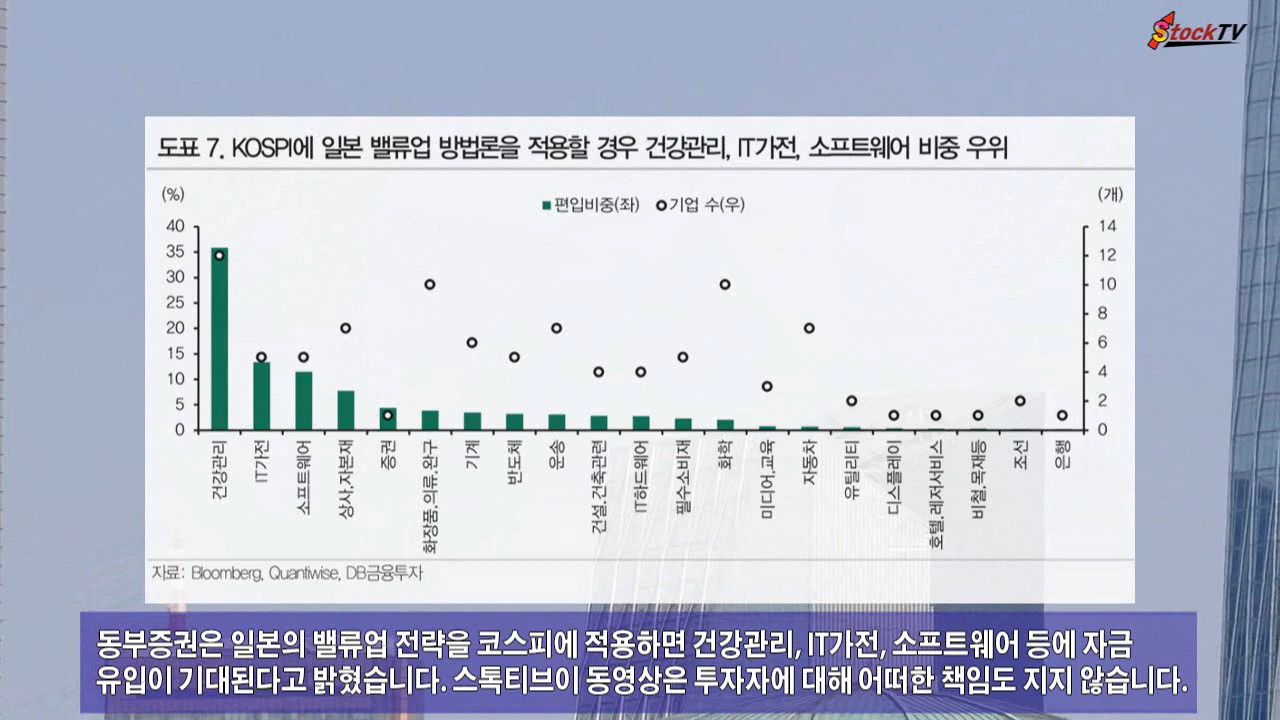 StockTV
도표 7. KOSPI에 일본 밸류업 방법론을 적용할 경우 건강관리, IT가전, 소프트웨어 비중 우위
(%) (개)
편입비중(좌) 기업 수(우)
40 14
35 12
30 10
25 8
20 6
15 4
10 2
5 0
0
건강관리
IT가전
소프트웨어
상사,자본재
증권
화장품,의류,완구
기계
반도체
운송
건설,건축관련
IT하드웨어
필수소비재
화학
미디어,교육
자동차
유틸리티
디스플레이
호텔,레저서비스
비철,목재등
조선
은행
자료: Bloomberg, Quantiwise, DB금융투자
동부증권은 일본의 밸류업 전략을 코스피에 적용하면 건강관리, IT가전, 소프트웨어 등에 자금
유입이 기대된다고 밝혔습니다. 스톡티브이 동영상은 투자자에 대해 어떠한 책임도 지지 않습니다.